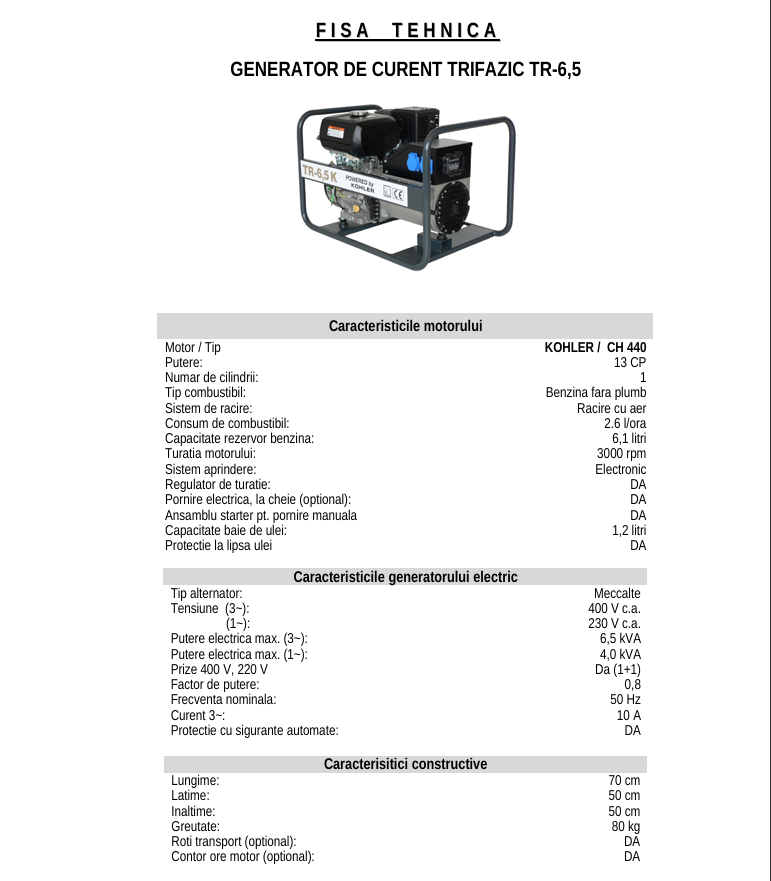 FISA TEHNICA
GENERATOR DE CURENT TRIFAZIC TR-6,5
TR-6,5 K POWERED by
KOHLER
CE
Caracteristicile motorului
Motor / Tip KOHLER / CH 440
Putere: 13 CP
Numar de cilindrii: 1
Tip combustibil: Benzina fara plumb
Sistem de racire: Racire cu aer
Consum de combustibil: 2.6 l/ora
Capacitate rezervor benzina: 6,1 litri
Turatia motorului: 3000 rpm
Sistem aprindere: Electronic
Regulator de turatie: DA
Pornire electrica, la cheie (optional): DA
Ansamblu starter pt. pornire manuala DA
Capacitate baie de ulei: 1,2 litri
Protectie la lipsa ulei DA
Caracteristicile generatorului electric
Tip alternator: Meccalte
Tensiune (3~): 400 V c.a.
(1~): 230 V c.a.
Putere electrica max. (3~): 6,5 kVA
Putere electrica max. (1~): 4,0 kVA
Prize 400 V, 220 V Da (1+1)
Factor de putere: 0,8
Frecventa nominala: 50 Hz
Curent 3~: 10 A
Protectie cu sigurante automate: DA
Caracterisitici constructive
Lungime: 70 cm
Latime: 50 cm
Inaltime: 50 cm
Greutate: 80 kg
Roti transport (optional): DA
Contor ore motor (optional): DA